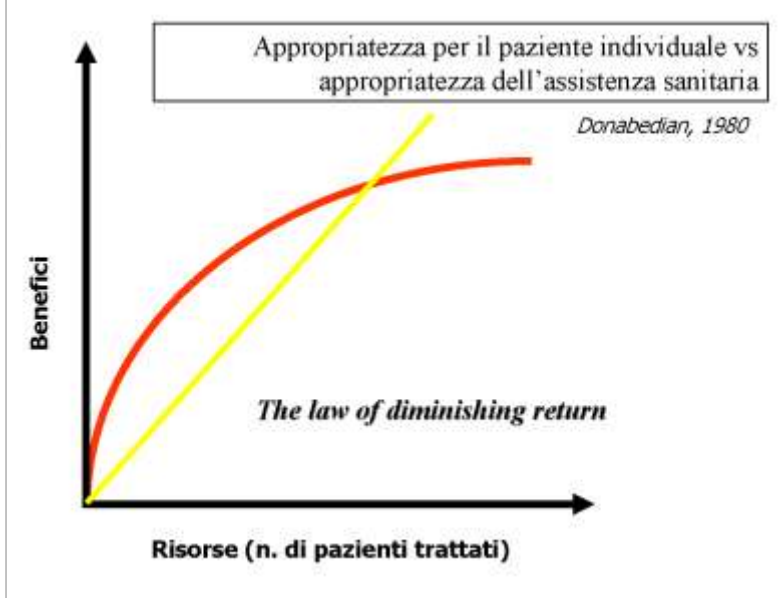 Appropriatezza per il paziente individuale vs
appropriatezza dell'assistenza sanitaria
Donabedian, 1980
Benefici
The law of diminishing return
Risorse (n. di pazienti trattati)